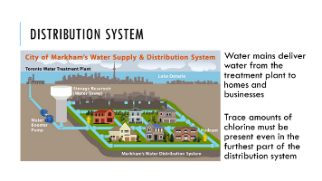 DISTRIBUTION SYSTEM
City of Markham's Water Supply & Distribution System
Toronto Water Treatment Plant
Lake Ontario
Storage Reservoir
(Water Tower)
Water
Booster
Pump
Hydrant
Markham's Water Distribution System
Water mains deliver
water from the
treatment plant to
homes and
businesses
Trace amounts of
chlorine must be
present even in the
furthest part of the
distribution system